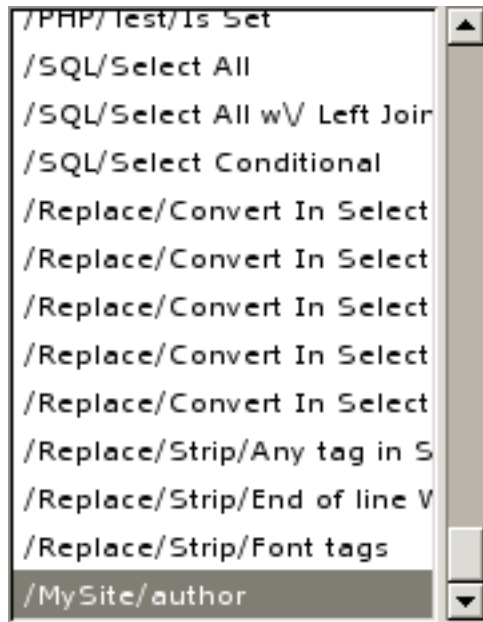 /PHP/Test/Is Set
/SQL/Select All
/SQL/Select All w\/ Left Join
/SQL/Select Conditional
/Replace/Convert In Select
/Replace/Convert In Select
/Replace/Convert In Select
/Replace/Convert In Select
/Replace/Convert In Select
/Replace/Strip/Any tag in S
/Replace/Strip/End of line W
/Replace/Strip/Font tags
/MySite/author